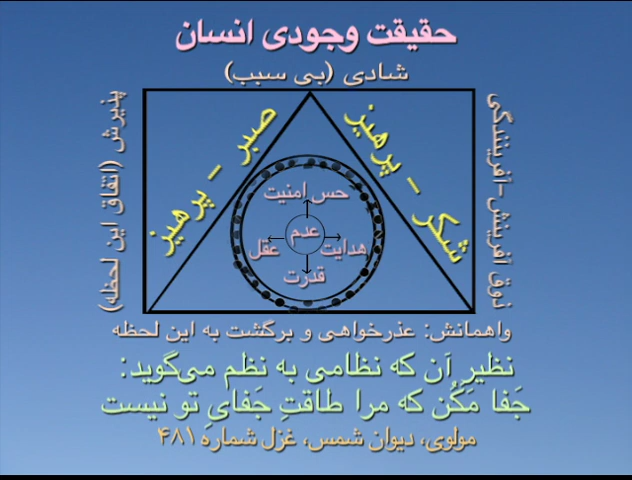 حقیقت وجودی انسان
شادی (بی سبب)
پذیرش (اتفاق این لحظه)
صبر - پرهیز
شکر - پرهیز
ذوق آفرینش-آفرینندگی
حس امنیت
عقل
عدم
هدایت
قدرت
واهمانش: عذرخواهی و برگشت به این لحظه
نظیرِ آن که نظامی به نظم می‌گوید:
جَفا مَکُن که مرا طاقتِ جَفایِ تو نیست
مولوی، دیوان شمس، غزل شماره ۴۸۱